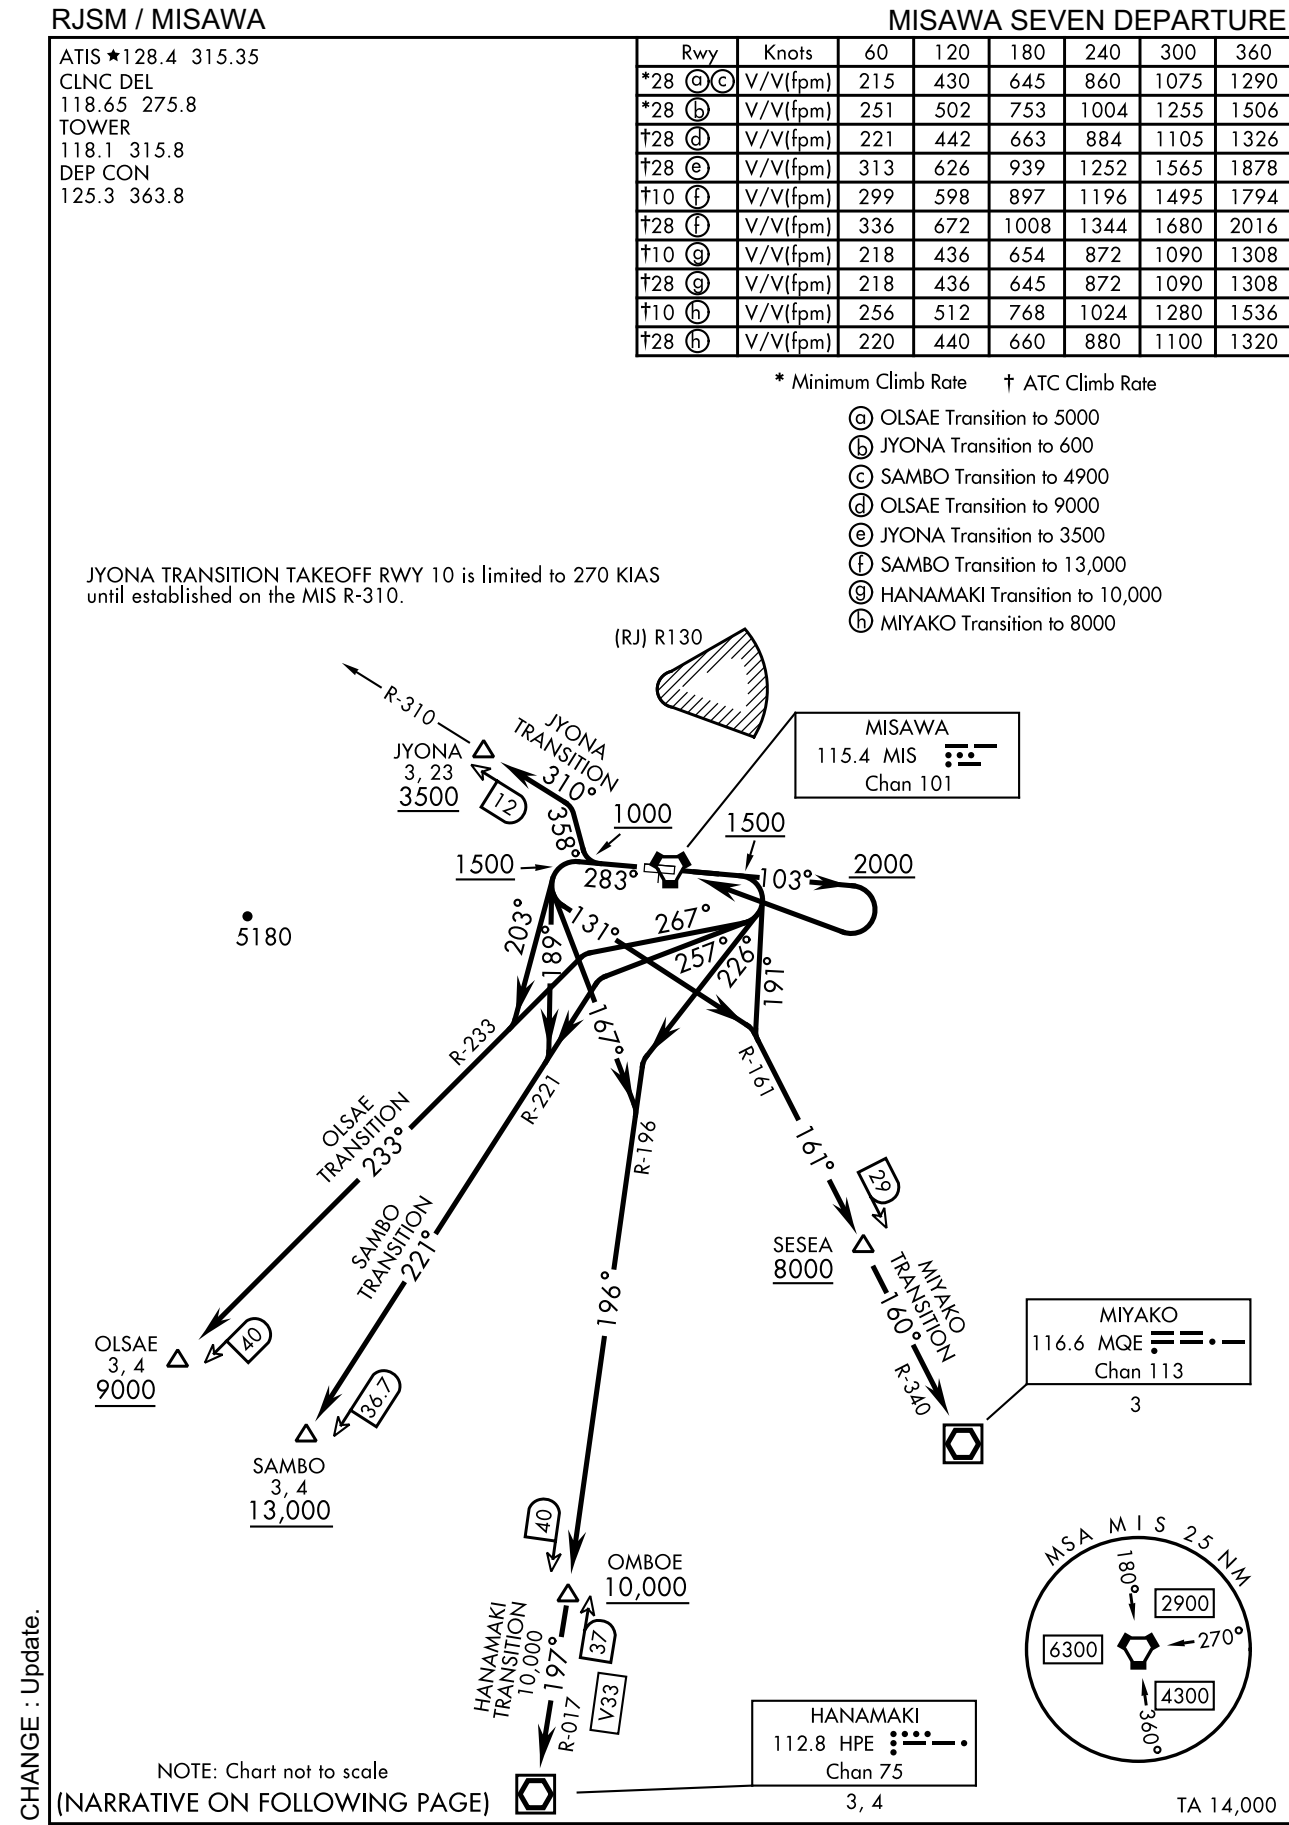 RJSM / MISAWA
MISAWA SEVEN DEPARTURE
ATIS ★128.4 315.35
CLNC DEL
118.65 275.8
TOWER
118.1 315.8
DEP CON
125.3 363.8
Rwy Knots 60 120 180 240 300 360
*28 ⓐⓒ V/V(fpm) 215 430 645 860 1075 1290
*28 ⓑ V/V(fpm) 251 502 753 1004 1255 1506
†28 ⓓ V/V(fpm) 221 442 663 884 1105 1326
†28 ⓔ V/V(fpm) 313 626 939 1252 1565 1878
†10 ⓕ V/V(fpm) 299 598 897 1196 1495 1794
†28 ⓕ V/V(fpm) 336 672 1008 1344 1680 2016
†10 ⓖ V/V(fpm) 218 436 654 872 1090 1308
†28 ⓖ V/V(fpm) 218 436 645 872 1090 1308
†10 ⓗ V/V(fpm) 256 512 768 1024 1280 1536
†28 ⓗ V/V(fpm) 220 440 660 880 1100 1320
* Minimum Climb Rate † ATC Climb Rate
ⓐ OLSAE Transition to 5000
ⓑ JYONA Transition to 600
ⓒ SAMBO Transition to 4900
ⓓ OLSAE Transition to 9000
ⓔ JYONA Transition to 3500
ⓕ SAMBO Transition to 13,000
ⓖ HANAMAKI Transition to 10,000
ⓗ MIYAKO Transition to 8000
JYONA TRANSITION TAKEOFF RWY 10 is limited to 270 KIAS
until established on the MIS R-310.
(RJ) R130
R-310
JYONA
TRANSITION
310°
JYONA
3, 23
3500
12
358°
MISAWA
115.4 MIS
Chan 101
1000
1500
1500
283°
103°
2000
5180
203°
189°
131°
267°
257°
226°
191°
167°
R-233
R-221
R-196
R-161
OLSAE
TRANSITION
233°
SAMBO
TRANSITION
221°
161°
29
SESEA
8000
MIYAKO
TRANSITION
160°
R-340
196°
MIYAKO
116.6 MQE
Chan 113
3
OLSAE
3, 4
9000
40
36.7
SAMBO
3, 4
13,000
40
OMBOE
10,000
HANAMAKI
TRANSITION
10,000
197°
R-017
37
V33
HANAMAKI
112.8 HPE
Chan 75
3, 4
MSA MIS 25 NM
180°
2900
270°
6300
4300
360°
NOTE: Chart not to scale
(NARRATIVE ON FOLLOWING PAGE)
TA 14,000
CHANGE : Update.